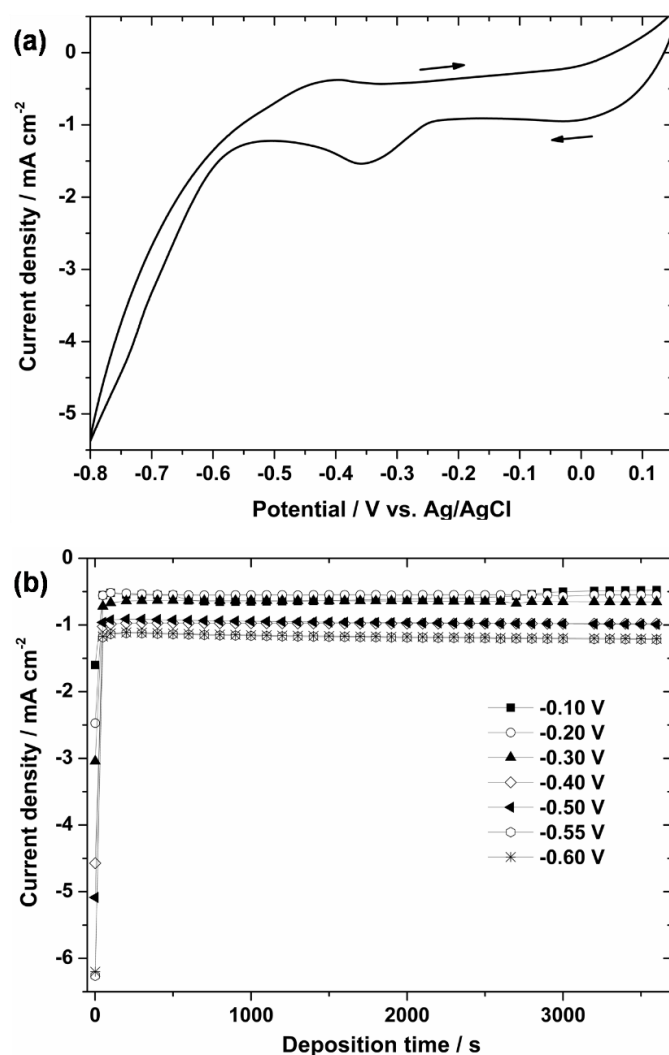 (a)
0
-1
-2
-3
-4
-5
Current density / mA cm⁻²
-0.8 -0.7 -0.6 -0.5 -0.4 -0.3 -0.2 -0.1 0.0 0.1
Potential / V vs. Ag/AgCl
(b)
0
-1
-2
-3
-4
-5
-6
Current density / mA cm⁻²
-0.10 V
-0.20 V
-0.30 V
-0.40 V
-0.50 V
-0.55 V
-0.60 V
0 1000 2000 3000
Deposition time / s